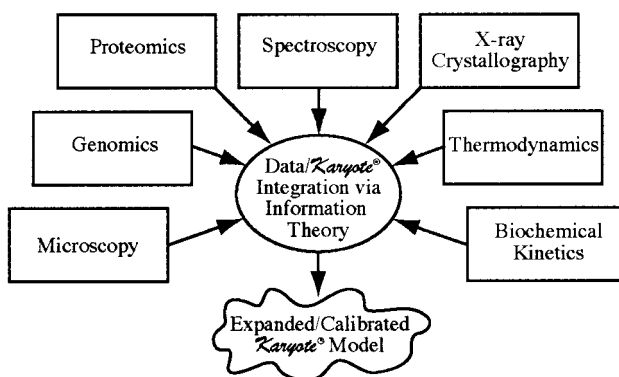 Proteomics
Spectroscopy
X-ray
Crystallography
Genomics
Data/Karyote®
Integration via
Information
Theory
Thermodynamics
Microscopy
Biochemical
Kinetics
Expanded/Calibrated
Karyote® Model